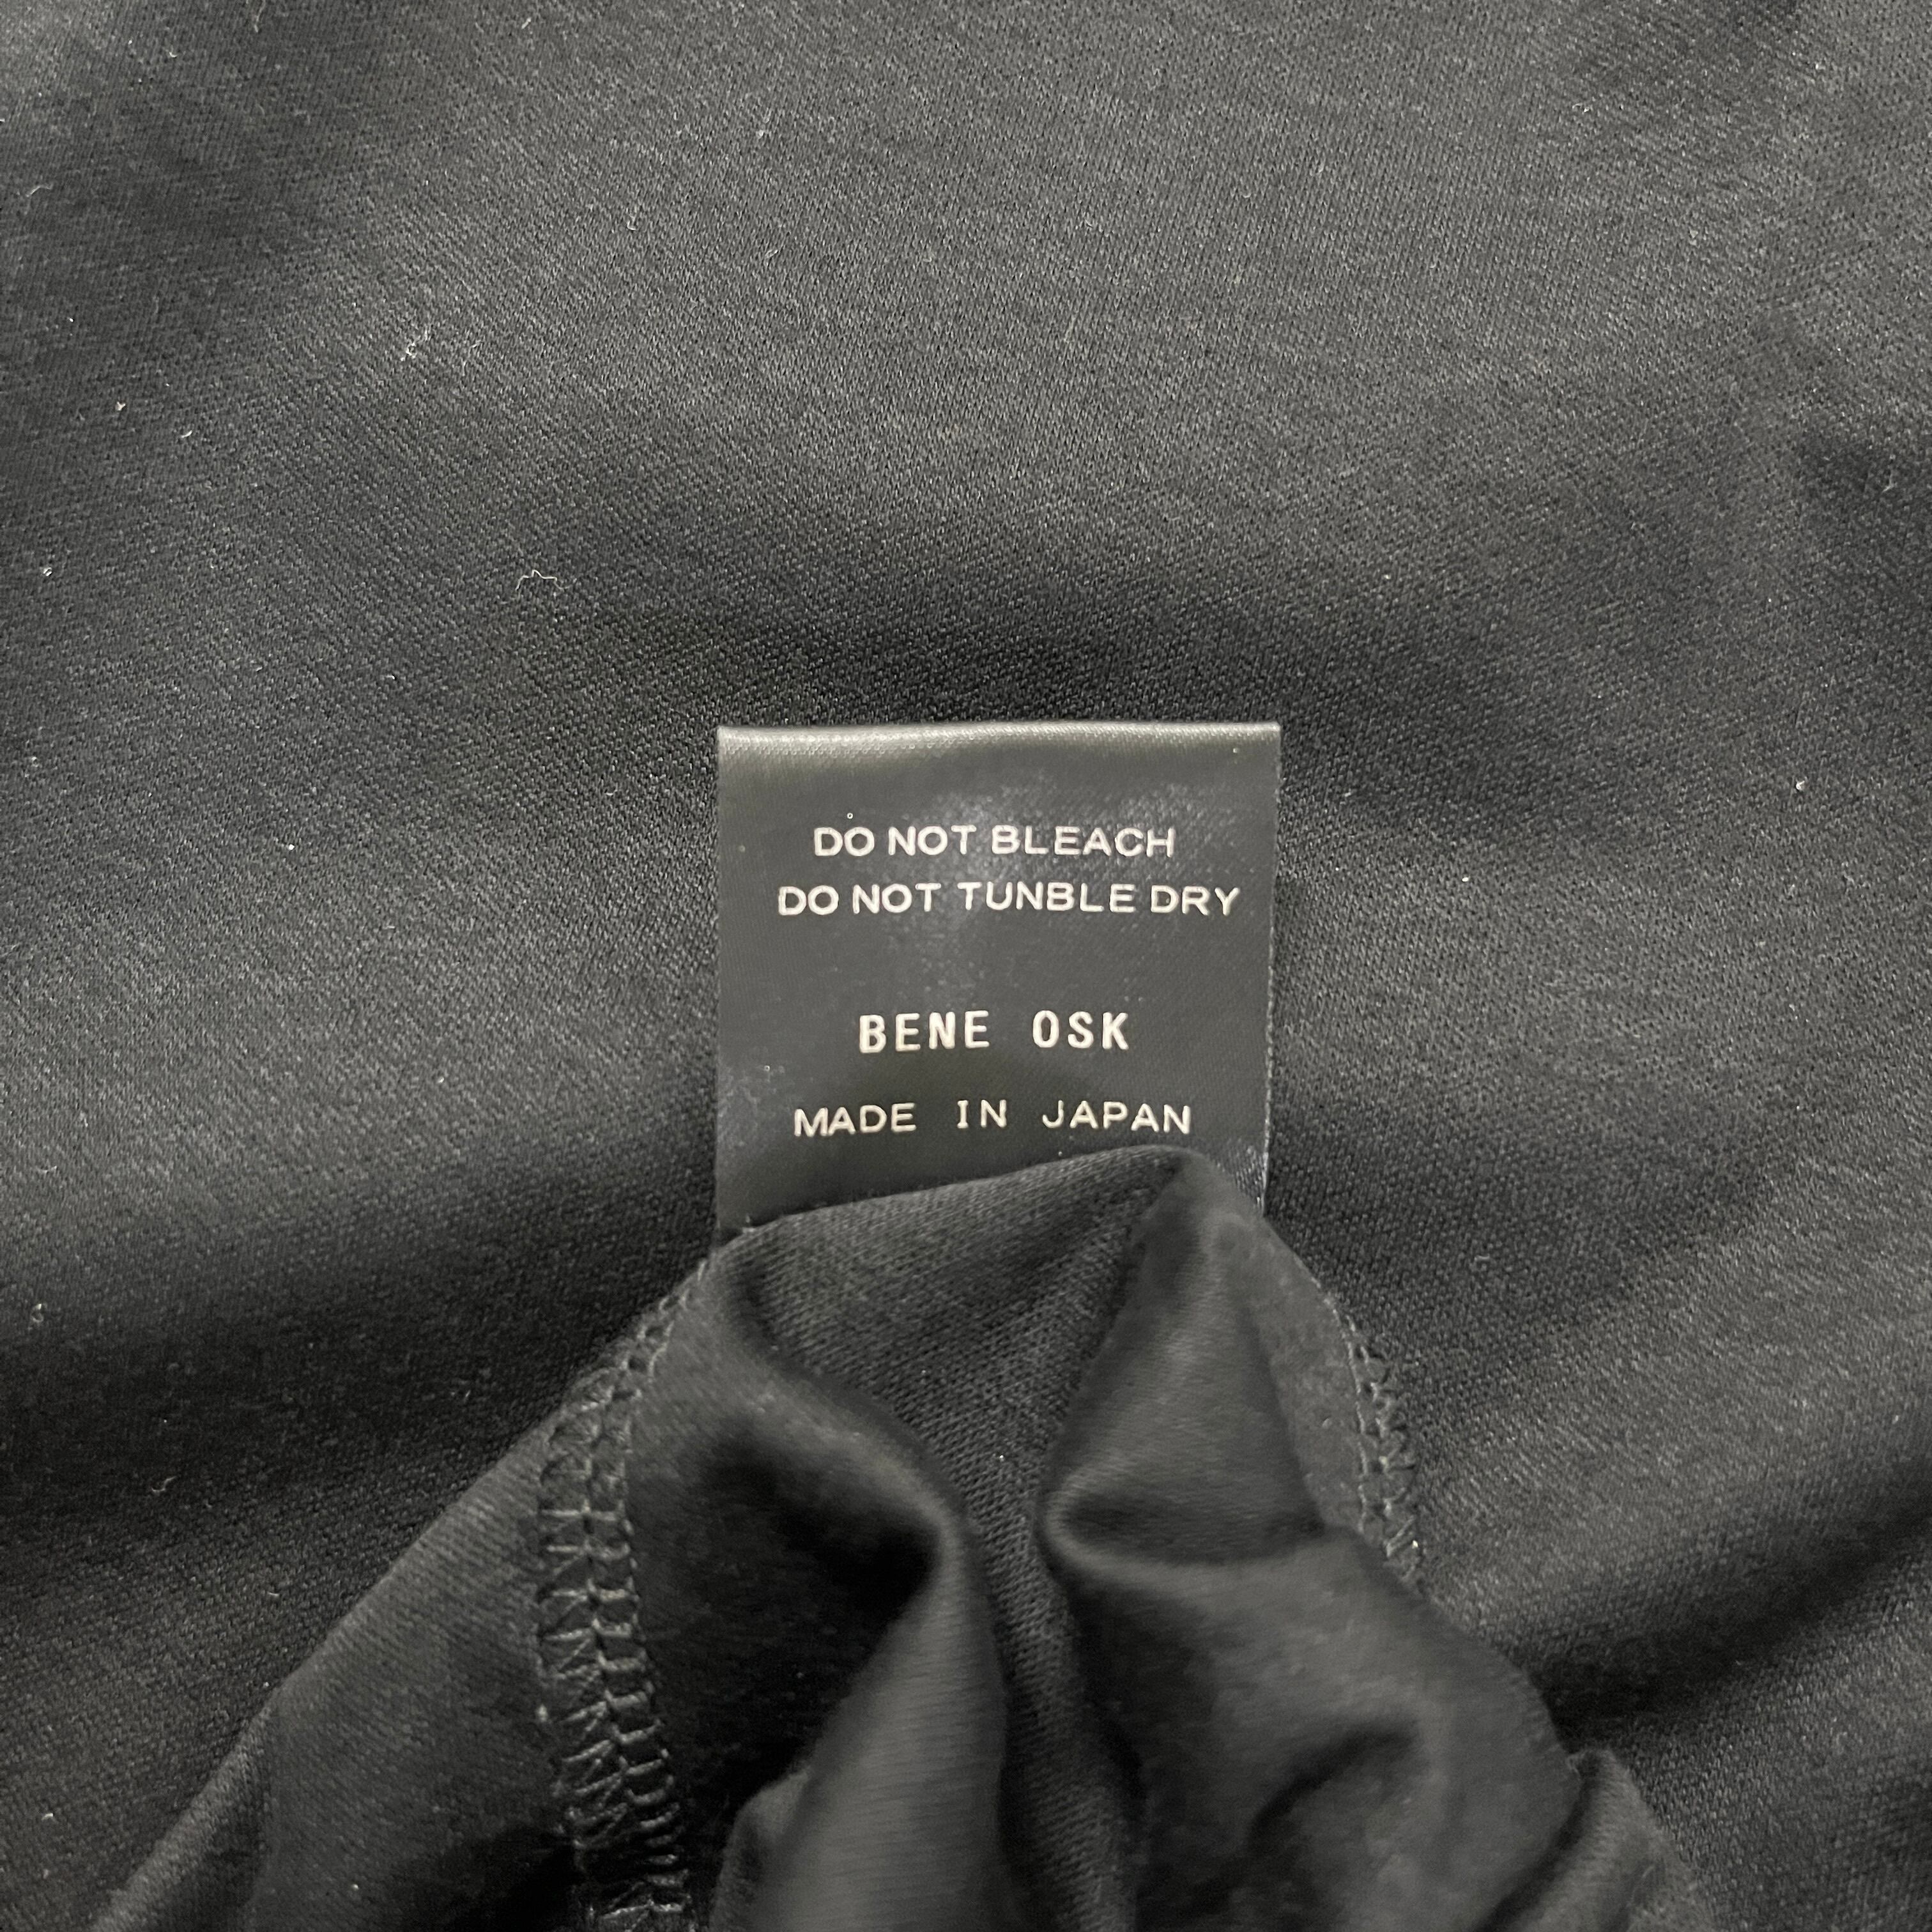 DO NOT BLEACH
DO NOT TUNBLE DRY
BENE OSK
MADE IN JAPAN